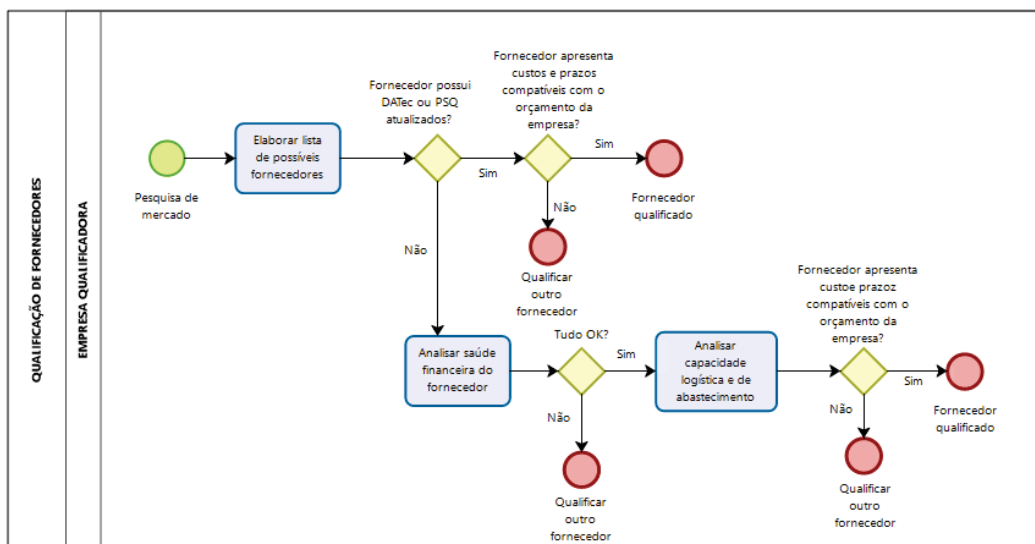 QUALIFICAÇÃO DE FORNECEDORES
EMPRESA QUALIFICADORA
Pesquisa de
mercado
Elaborar lista
de possíveis
fornecedores
Fornecedor possui
DATec ou PSQ
atualizados?
Sim
Não
Fornecedor apresenta
custos e prazos
compatíveis com o
orçamento da
empresa?
Sim
Fornecedor
qualificado
Não
Qualificar
outro
fornecedor
Analisar saúde
financeira do
fornecedor
Tudo OK?
Sim
Não
Qualificar
outro
fornecedor
Analisar
capacidade
logística e de
abastecimento
Fornecedor apresenta
custoe prazoz
compatíveis com o
orçamento da
empresa?
Sim
Fornecedor
qualificado
Não
Qualificar
outro
fornecedor